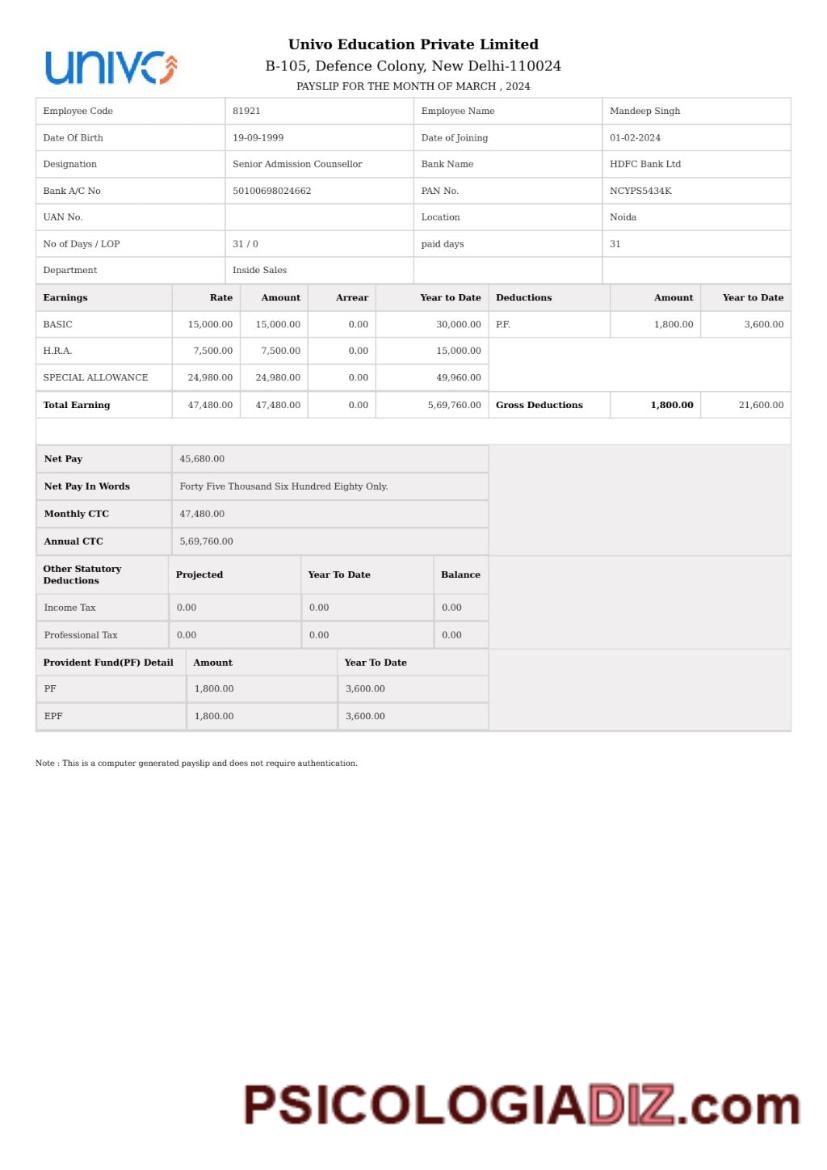 univo
Univo Education Private Limited
B-105, Defence Colony, New Delhi-110024
PAYSLIP FOR THE MONTH OF MARCH , 2024
Employee Code 81921 Employee Name Mandeep Singh
Date Of Birth 19-09-1999 Date of Joining 01-02-2024
Designation Senior Admission Counsellor Bank Name HDFC Bank Ltd
Bank A/C No 50100698024662 PAN No. NCYPS5434K
UAN No. Location Noida
No of Days / LOP 31 / 0 paid days 31
Department Inside Sales
Earnings Rate Amount Arrear Year to Date Deductions Amount Year to Date
BASIC 15,000.00 15,000.00 0.00 30,000.00 P.F. 1,800.00 3,600.00
H.R.A. 7,500.00 7,500.00 0.00 15,000.00
SPECIAL ALLOWANCE 24,980.00 24,980.00 0.00 49,960.00
Total Earning 47,480.00 47,480.00 0.00 5,69,760.00 Gross Deductions 1,800.00 21,600.00
Net Pay 45,680.00
Net Pay In Words Forty Five Thousand Six Hundred Eighty Only.
Monthly CTC 47,480.00
Annual CTC 5,69,760.00
Other Statutory
Deductions Projected Year To Date Balance
Income Tax 0.00 0.00 0.00
Professional Tax 0.00 0.00 0.00
Provident Fund(PF) Detail Amount Year To Date
PF 1,800.00 3,600.00
EPF 1,800.00 3,600.00
Note : This is a computer generated payslip and does not require authentication.
PSICOLOGIADIZ.com